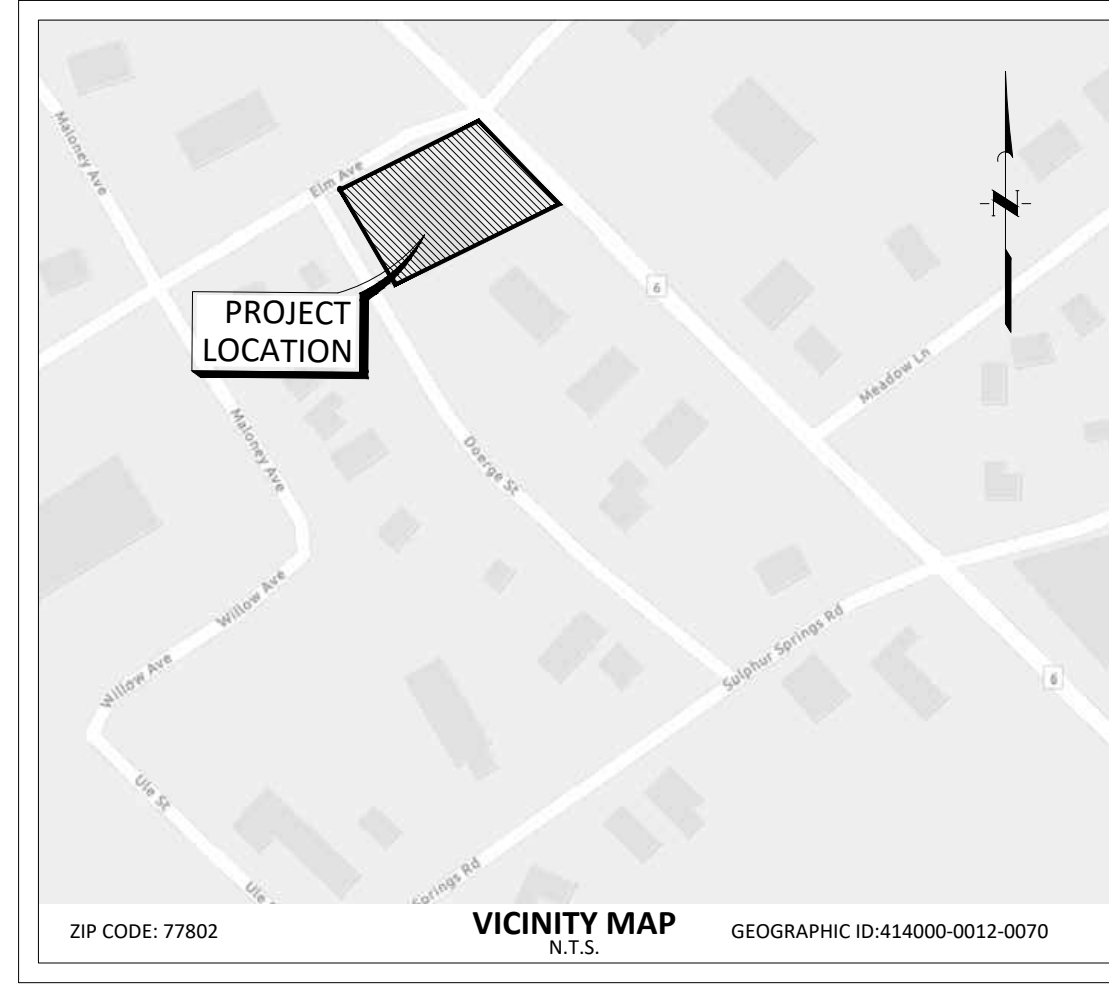 Maloney Ave
Elm Ave
N
6
PROJECT
LOCATION
Meadow Ln
Maloney Ave
Doerge St
Willow Ave
Sulphur Springs Rd
Willow Ave
6
Ule St
Springs Rd
Ule
ZIP CODE: 77802
VICINITY MAP
GEOGRAPHIC ID:414000-0012-0070
N.T.S.